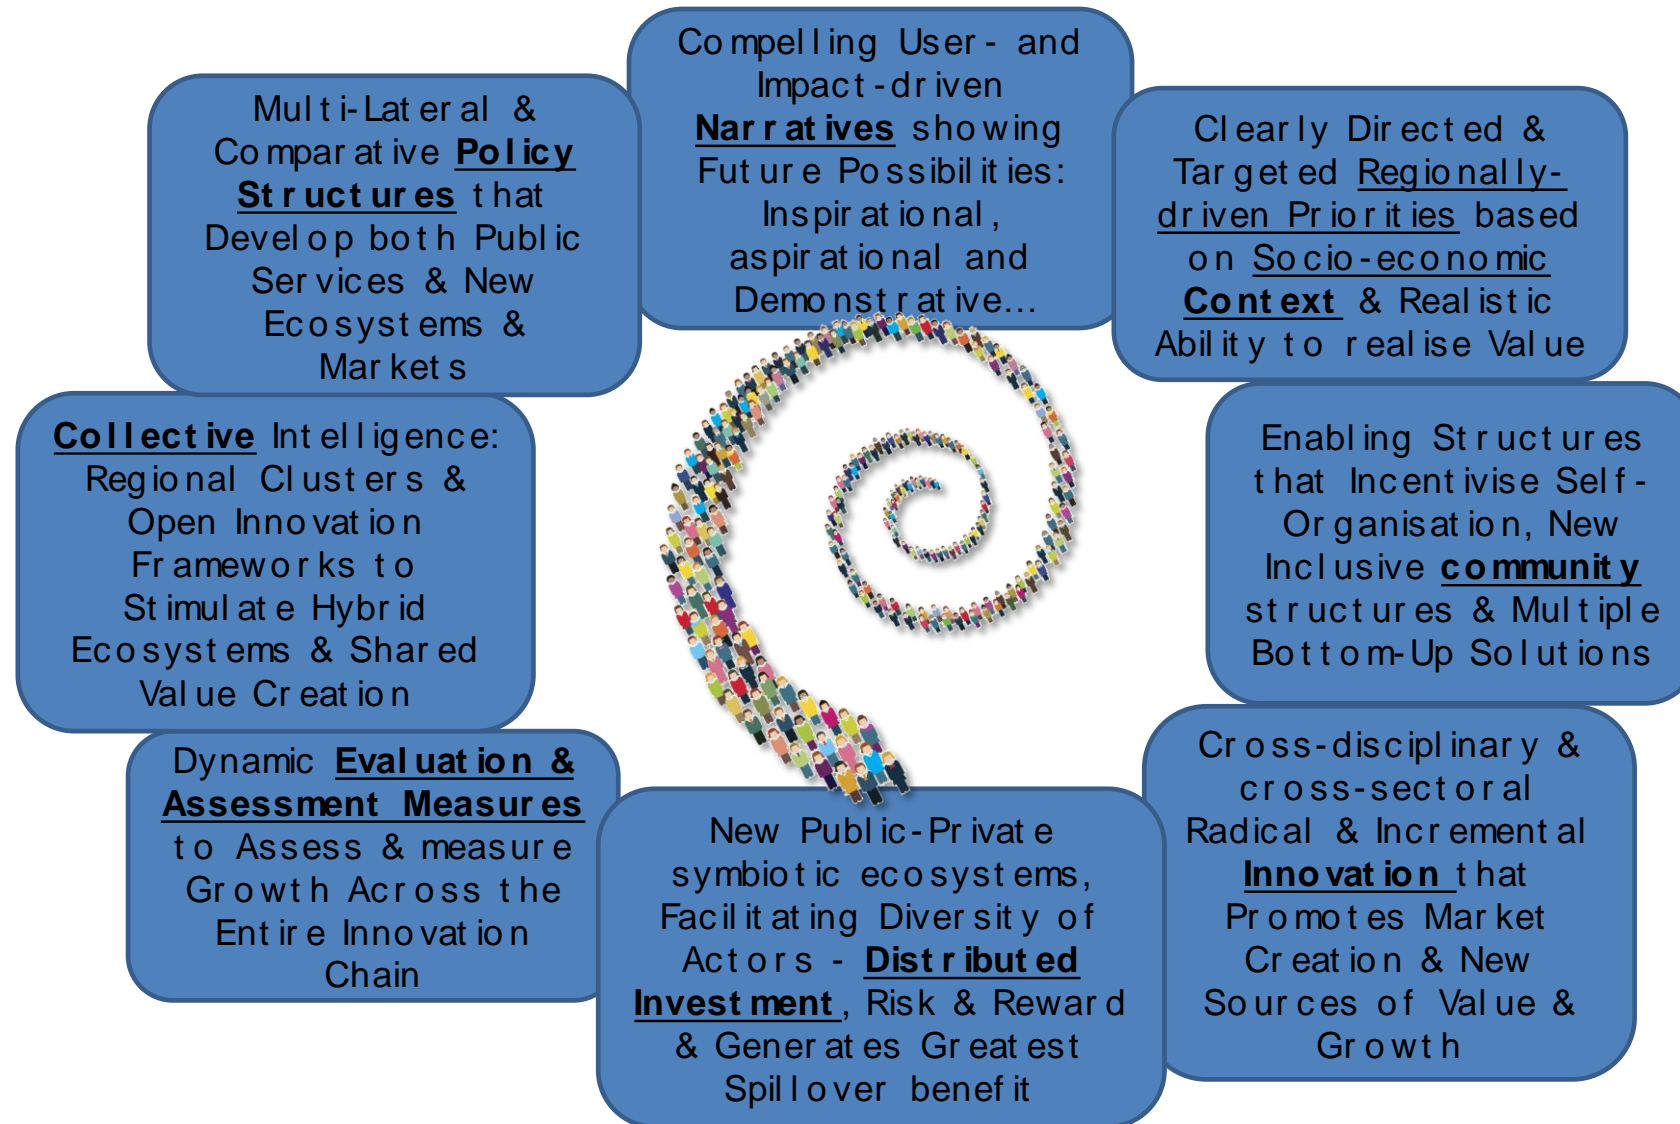 Compelling User- and
Impact-driven
Narratives showing
Future Possibilities:
Inspirational,
aspirational and
Demonstrative...
Clearly Directed &
Targeted Regionally-
driven Priorities based
on Socio-economic
Context & Realistic
Ability to realise Value
Enabling Structures
that Incentivise Self-
Organisation, New
Inclusive community
structures & Multiple
Bottom-Up Solutions
Cross-disciplinary &
cross-sectoral
Radical & Incremental
Innovation that
Promotes Market
Creation & New
Sources of Value &
Growth
New Public-Private
symbiotic ecosystems,
Facilitating Diversity of
Actors - Distributed
Investment, Risk & Reward
& Generates Greatest
Spillover benefit
Dynamic Evaluation &
Assessment Measures
to Assess & measure
Growth Across the
Entire Innovation
Chain
Collective Intelligence:
Regional Clusters &
Open Innovation
Frameworks to
Stimulate Hybrid
Ecosystems & Shared
Value Creation
Multi-Lateral &
Comparative Policy
Structures that
Develop both Public
Services & New
Ecosystems &
Markets